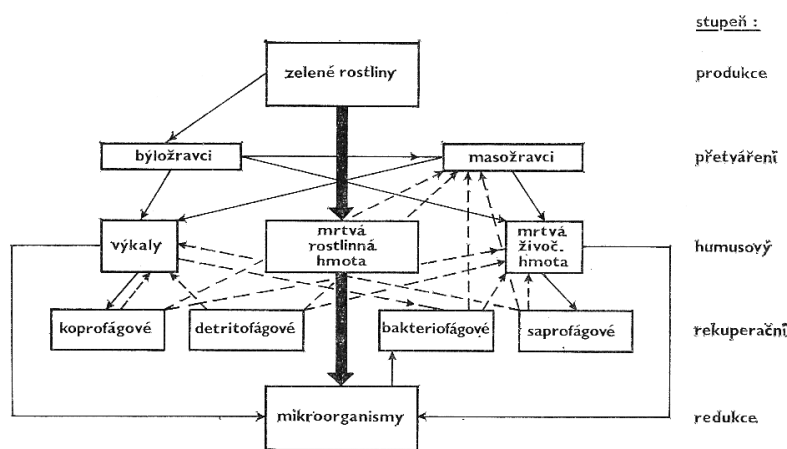 stupeň :
zelené rostliny
produkce
býložravci
masožravci
přetváření
výkaly
mrtvá
rostlinná
hmota
mrtvá
živoč.
hmota
humusový
koprofágové
detritofágové
bakteriofágové
saprofágové
rekuperační
mikroorganismy
redukce